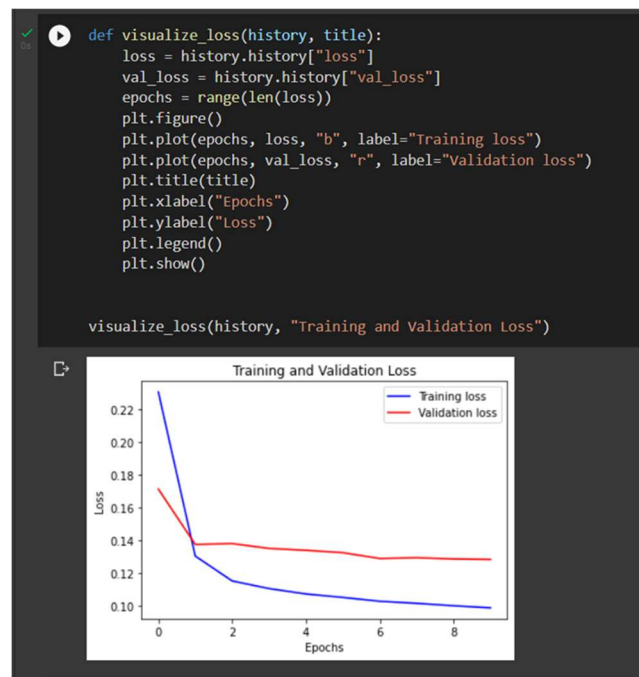 0s
def visualize_loss(history, title):
    loss = history.history["loss"]
    val_loss = history.history["val_loss"]
    epochs = range(len(loss))
    plt.figure()
    plt.plot(epochs, loss, "b", label="Training loss")
    plt.plot(epochs, val_loss, "r", label="Validation loss")
    plt.title(title)
    plt.xlabel("Epochs")
    plt.ylabel("Loss")
    plt.legend()
    plt.show()
visualize_loss(history, "Training and Validation Loss")
Training and Validation Loss
Training loss
Validation loss
0.22
0.20
0.18
0.16
0.14
0.12
0.10
Loss
0 2 4 6 8
Epochs